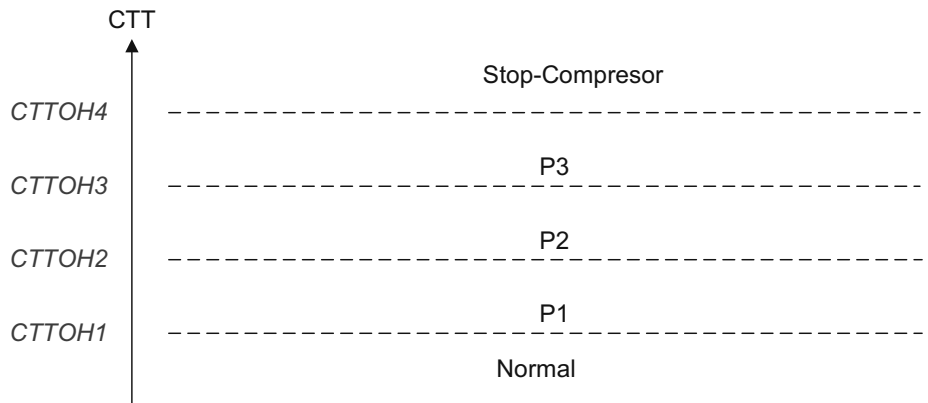 CTT
Stop-Compresor
CTTOH4
P3
CTTOH3
P2
CTTOH2
P1
CTTOH1
Normal